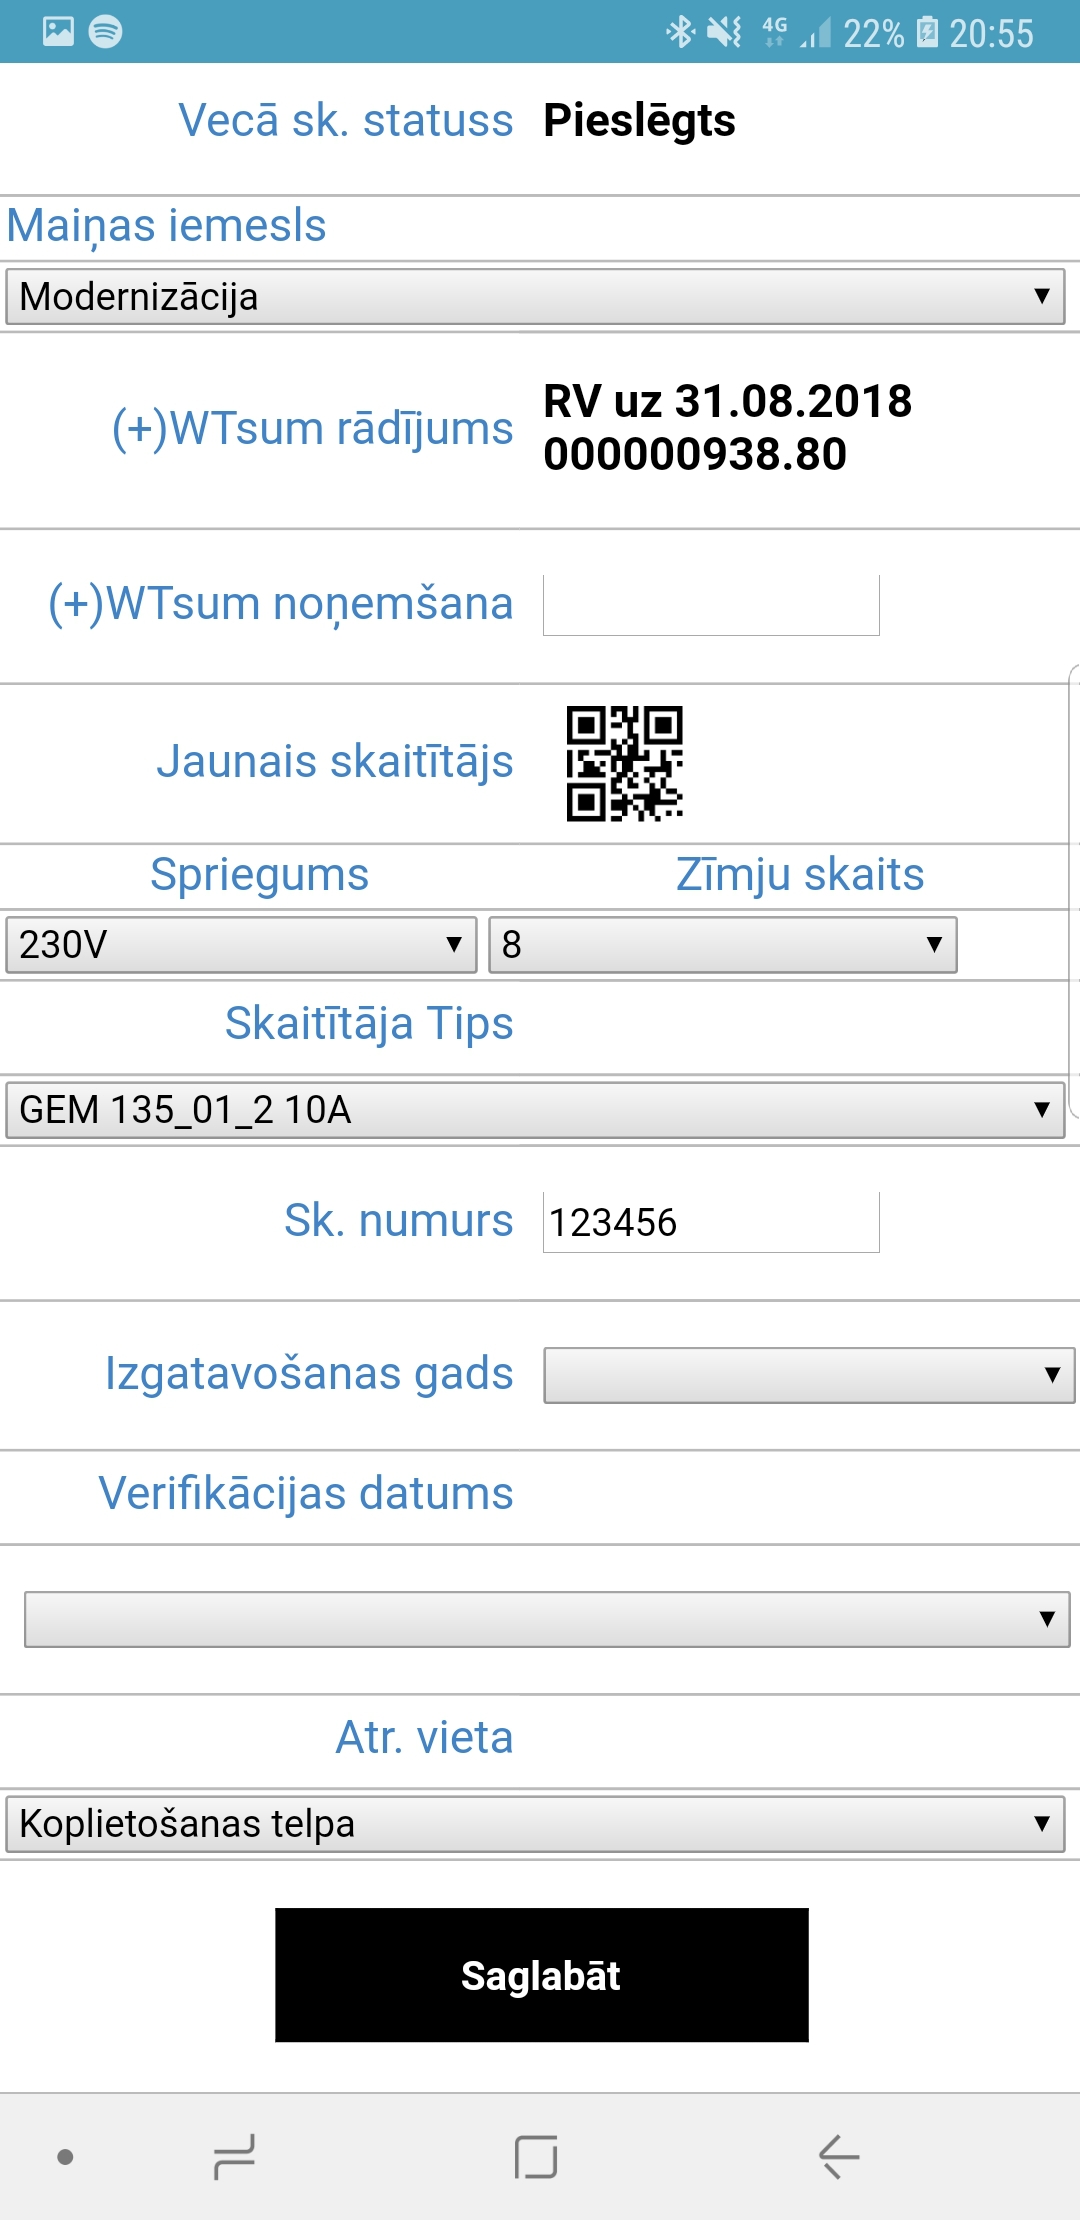 4G 22% 20:55
Vecā sk. statuss Pieslēgts
Maiņas iemesls
Modernizācija
(+)WTsum rādījums RV uz 31.08.2018
000000938.80
(+)WTsum noņemšana
Jaunais skaitītājs
Spriegums Zīmju skaits
230V 8
Skaitītāja Tips
GEM 135_01_2 10A
Sk. numurs 123456
Izgatavošanas gads
Verifikācijas datums
Atr. vieta
Koplietošanas telpa
Saglabāt